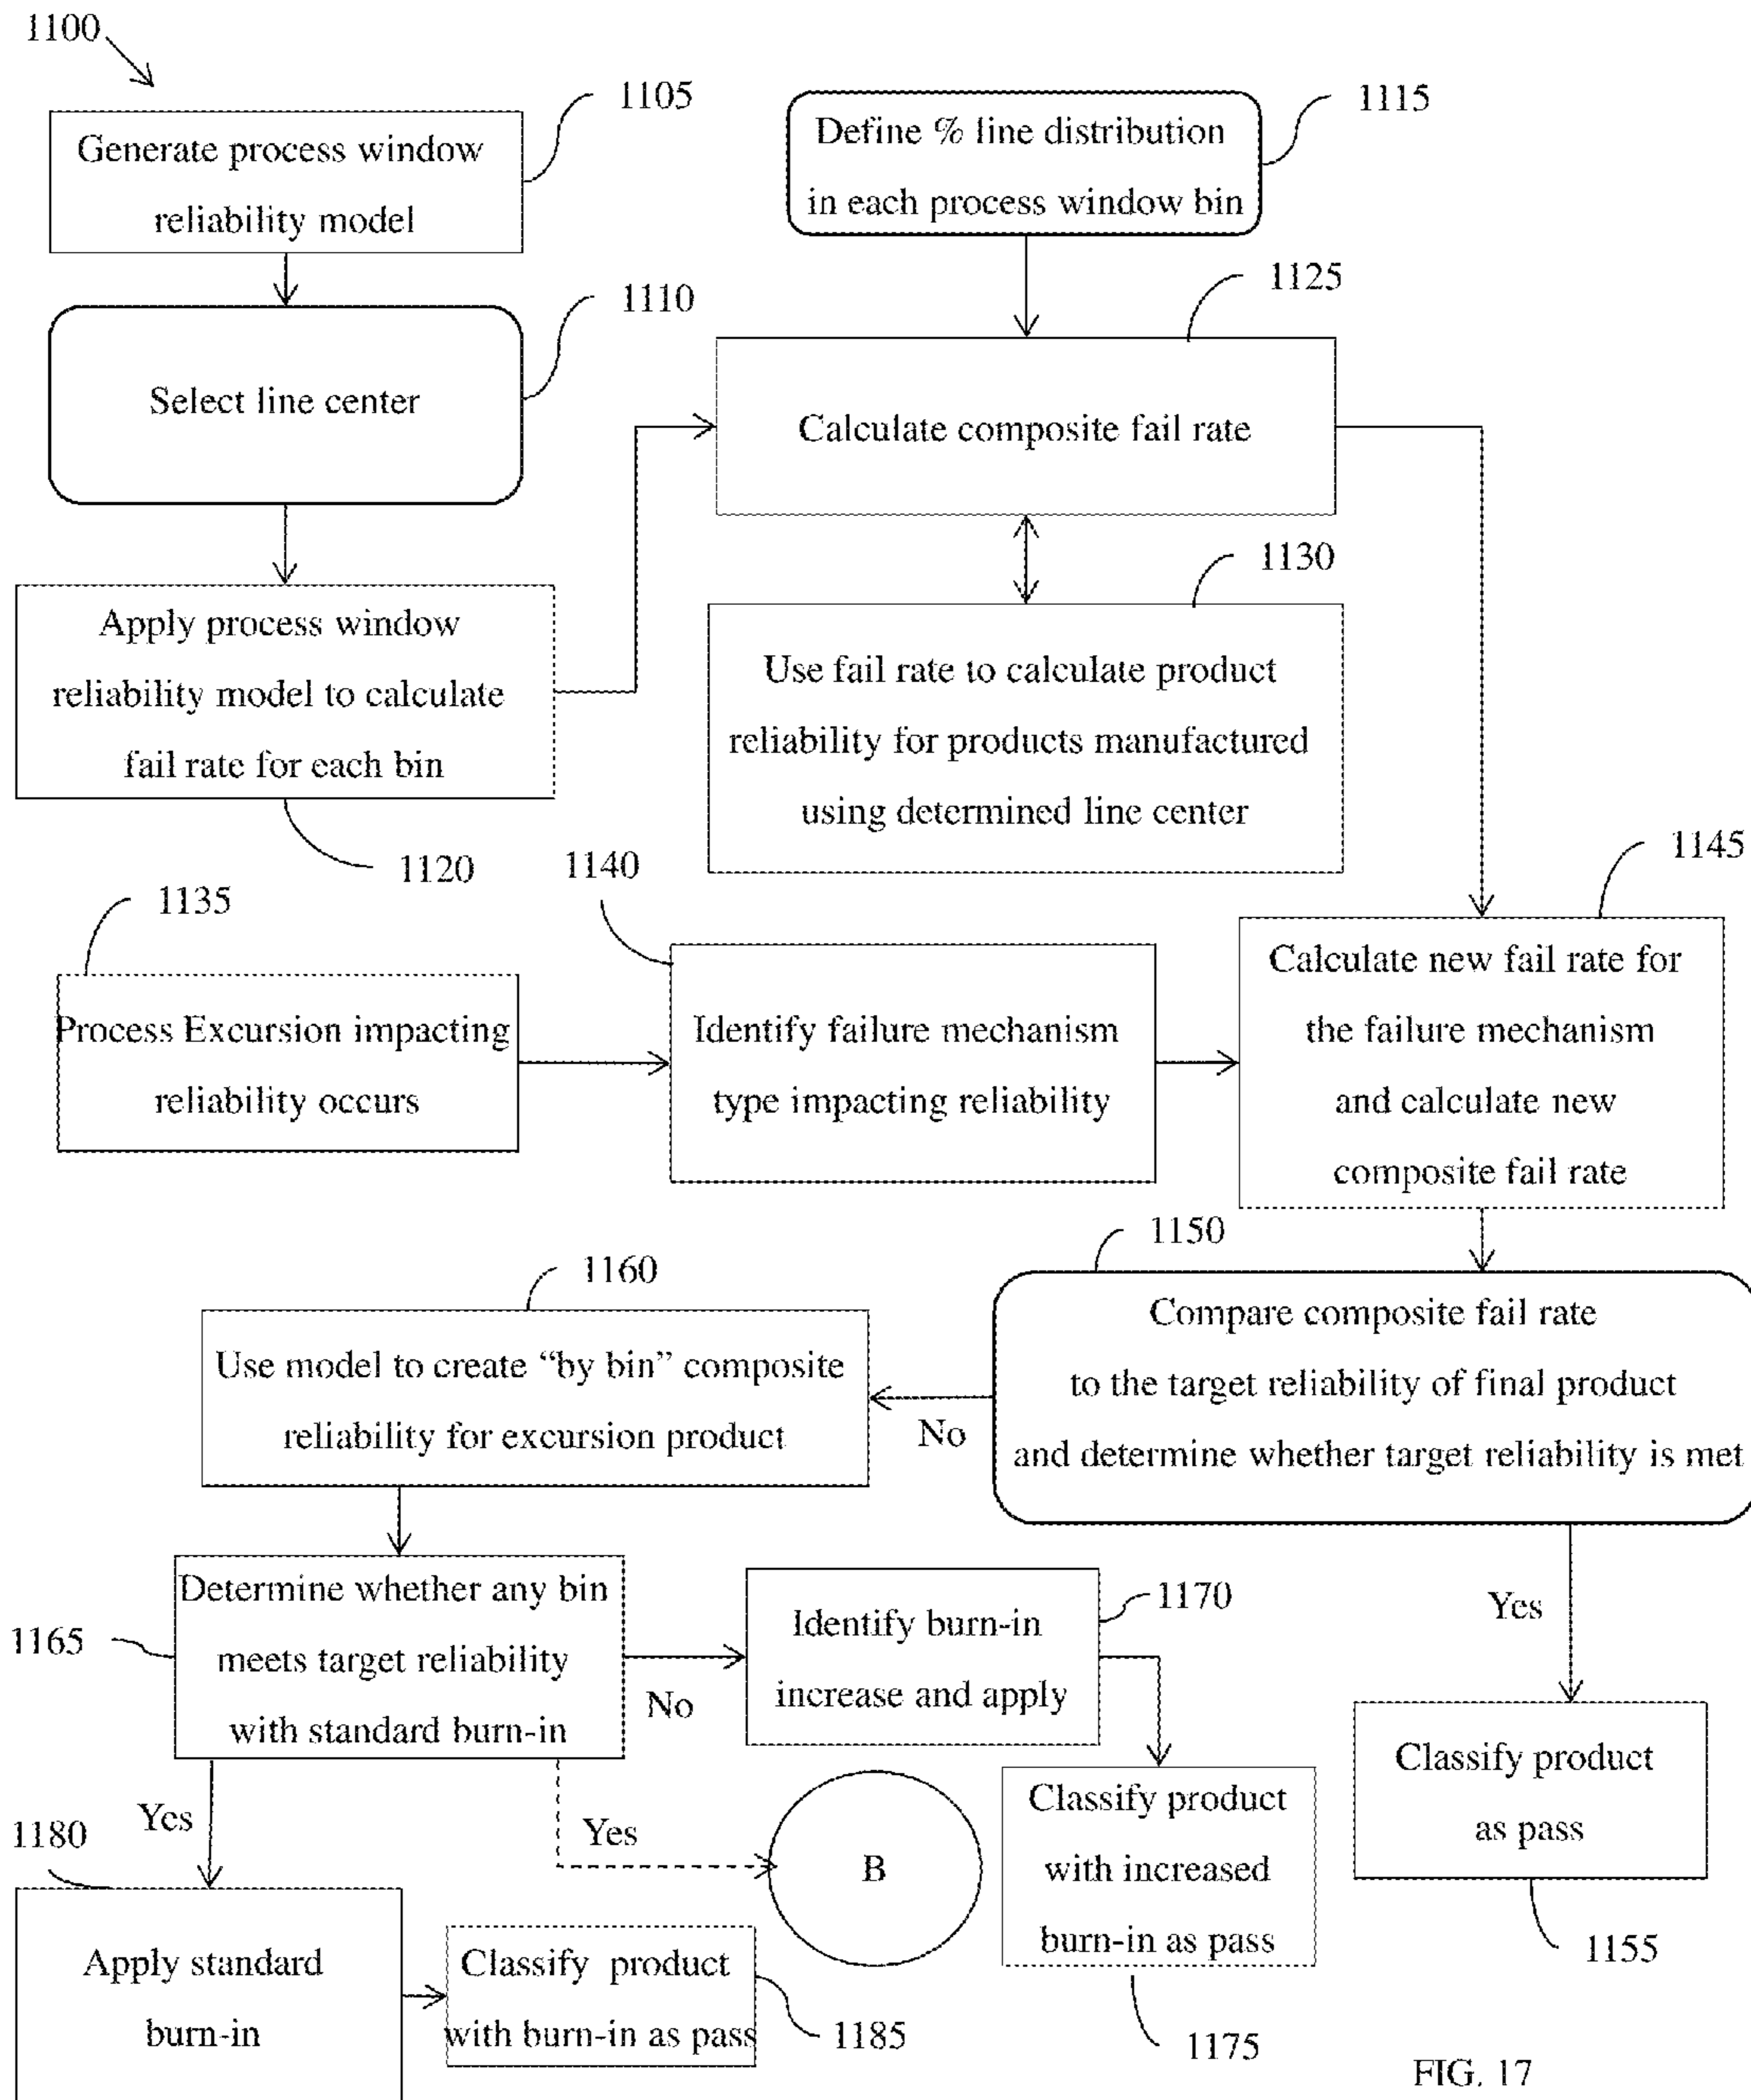 1100
1105
Generate process window
reliability model
1115
Define % line distribution
in each process window bin
1110
Select line center
1125
Calculate composite fail rate
1120
Apply process window
reliability model to calculate
fail rate for each bin
1130
Use fail rate to calculate product
reliability for products manufactured
using determined line center
1135
Process Excursion impacting
reliability occurs
1140
Identify failure mechanism
type impacting reliability
1145
Calculate new fail rate for
the failure mechanism
and calculate new
composite fail rate
1150
Compare composite fail rate
to the target reliability of final product
and determine whether target reliability is met
No
Yes
1160
Use model to create “by bin” composite
reliability for excursion product
1165
Determine whether any bin
meets target reliability
with standard burn-in
No
1170
Identify burn-in
increase and apply
Classify product
as pass
1155
Yes
Yes
B
Classify product
with increased
burn-in as pass
1175
1180
Apply standard
burn-in
Classify product
with burn-in as pass
1185
FIG. 17